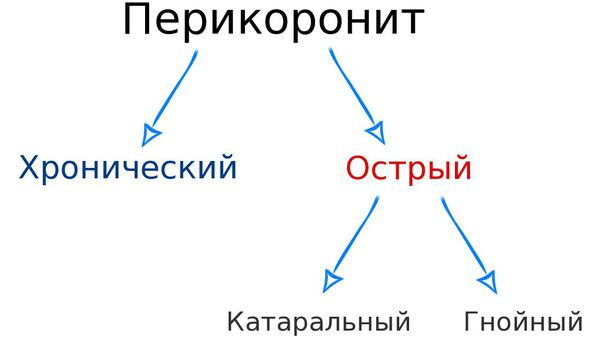 Перикоронит
Хронический
Острый
Катаральный
Гнойный